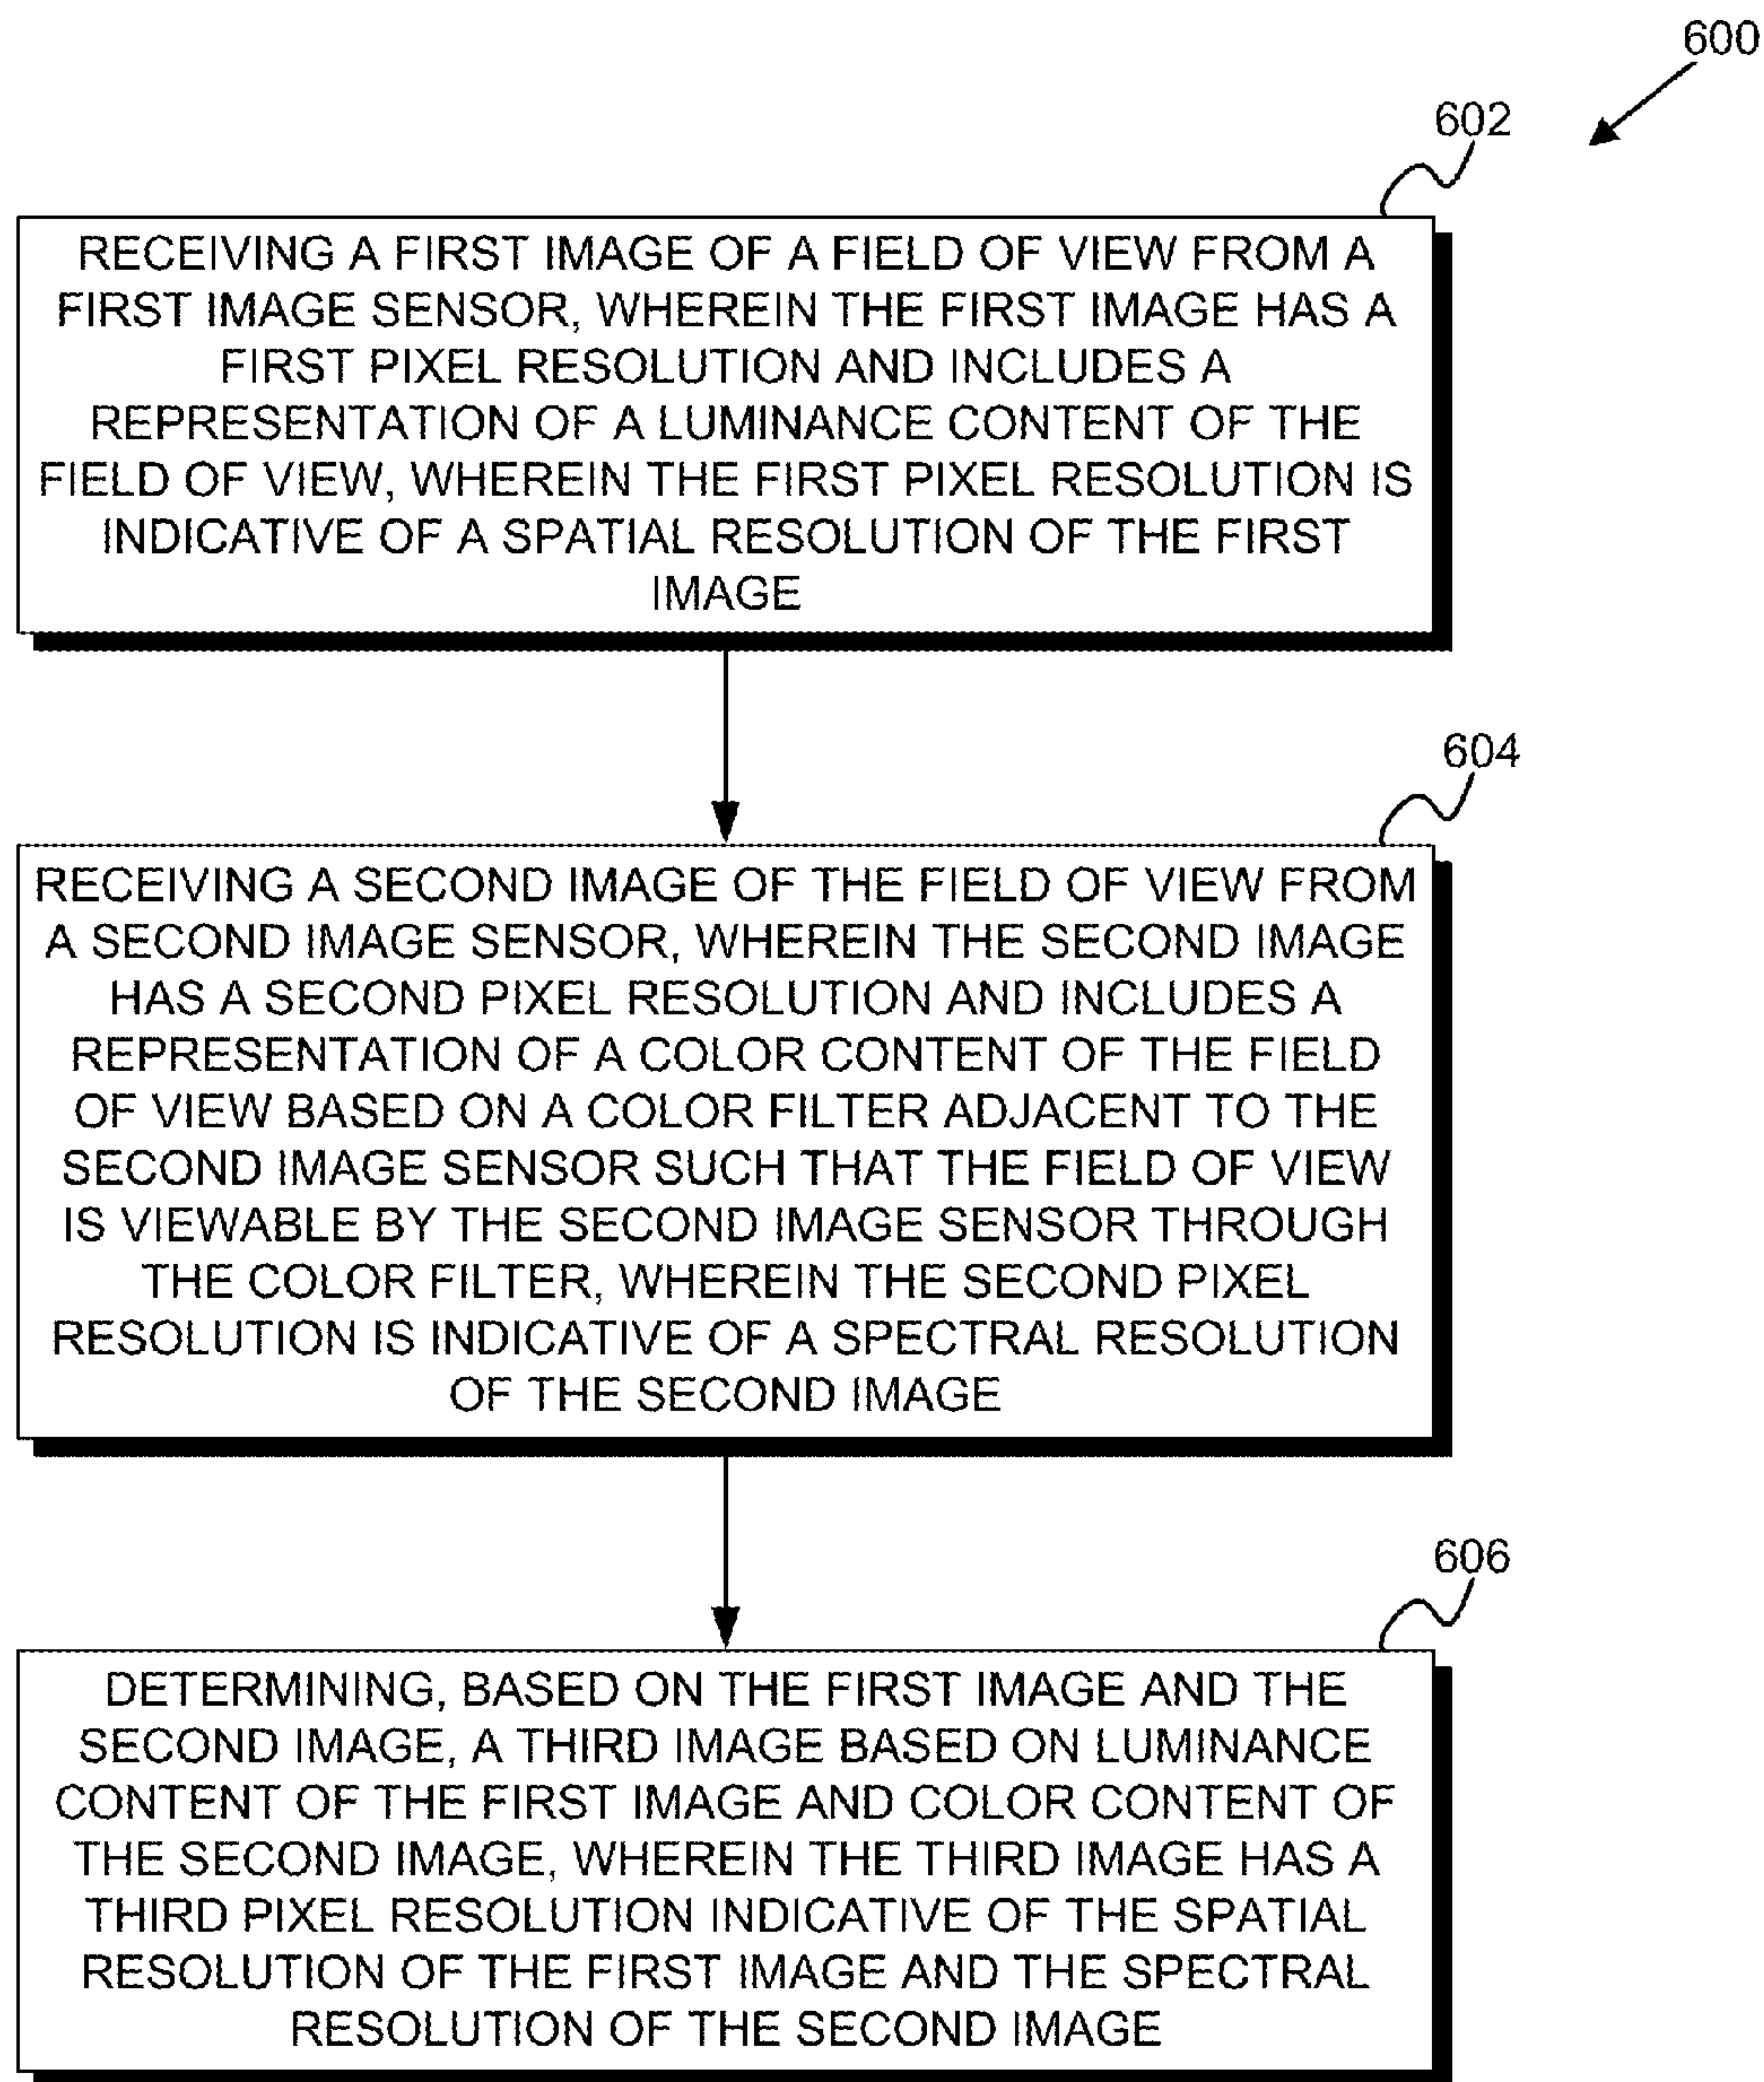 600
602
RECEIVING A FIRST IMAGE OF A FIELD OF VIEW FROM A
FIRST IMAGE SENSOR, WHEREIN THE FIRST IMAGE HAS A
FIRST PIXEL RESOLUTION AND INCLUDES A
REPRESENTATION OF A LUMINANCE CONTENT OF THE
FIELD OF VIEW, WHEREIN THE FIRST PIXEL RESOLUTION IS
INDICATIVE OF A SPATIAL RESOLUTION OF THE FIRST
IMAGE
604
RECEIVING A SECOND IMAGE OF THE FIELD OF VIEW FROM
A SECOND IMAGE SENSOR, WHEREIN THE SECOND IMAGE
HAS A SECOND PIXEL RESOLUTION AND INCLUDES A
REPRESENTATION OF A COLOR CONTENT OF THE FIELD
OF VIEW BASED ON A COLOR FILTER ADJACENT TO THE
SECOND IMAGE SENSOR SUCH THAT THE FIELD OF VIEW
IS VIEWABLE BY THE SECOND IMAGE SENSOR THROUGH
THE COLOR FILTER, WHEREIN THE SECOND PIXEL
RESOLUTION IS INDICATIVE OF A SPECTRAL RESOLUTION
OF THE SECOND IMAGE
606
DETERMINING, BASED ON THE FIRST IMAGE AND THE
SECOND IMAGE, A THIRD IMAGE BASED ON LUMINANCE
CONTENT OF THE FIRST IMAGE AND COLOR CONTENT OF
THE SECOND IMAGE, WHEREIN THE THIRD IMAGE HAS A
THIRD PIXEL RESOLUTION INDICATIVE OF THE SPATIAL
RESOLUTION OF THE FIRST IMAGE AND THE SPECTRAL
RESOLUTION OF THE SECOND IMAGE